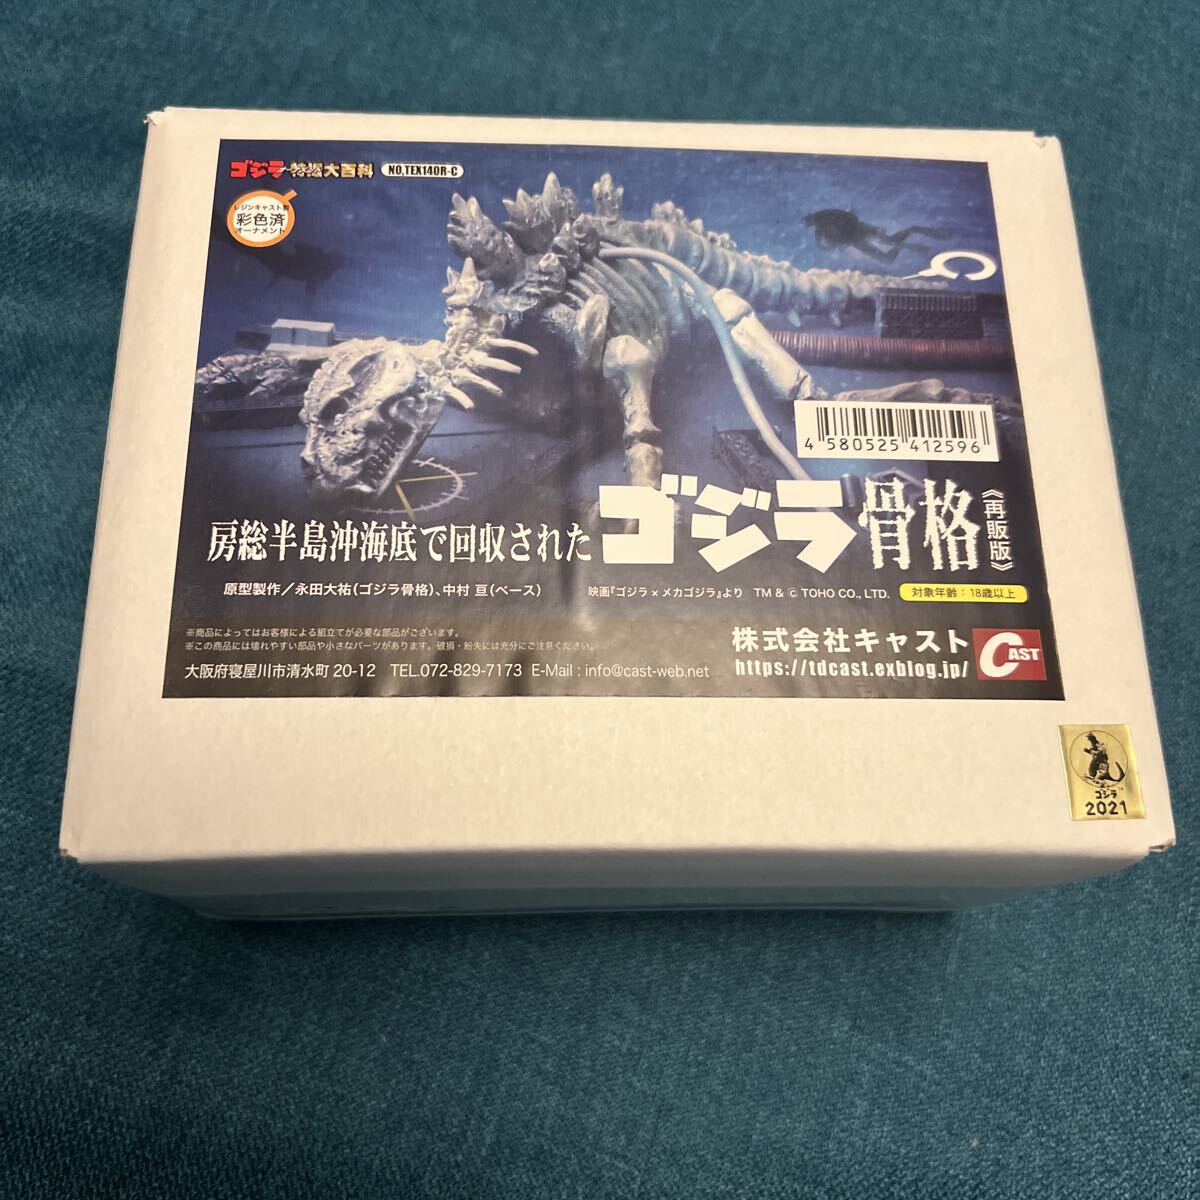 ゴジラ特撮大百科 NO,TEX140R-C
レジンキャスト製
彩色済
オーナメント
4 580525 412596
房総半島沖海底で回収された ゴジラ骨格《再販版》
原型製作／永田大祐(ゴジラ骨格)、中村 亘(ベース)
映画『ゴジラ×メカゴジラ』より TM & © TOHO CO., LTD.
対象年齢：18歳以上
※商品によってはお客様による組立てが必要な部品がございます。
※この商品には壊れやすい部品や小さなパーツがあります。破損・紛失には充分にご注意ください。
大阪府寝屋川市清水町 20-12 TEL.072-829-7173 E-Mail : info@cast-web.net
株式会社キャスト
https://tdcast.exblog.jp/
CAST
ゴジラ
2021